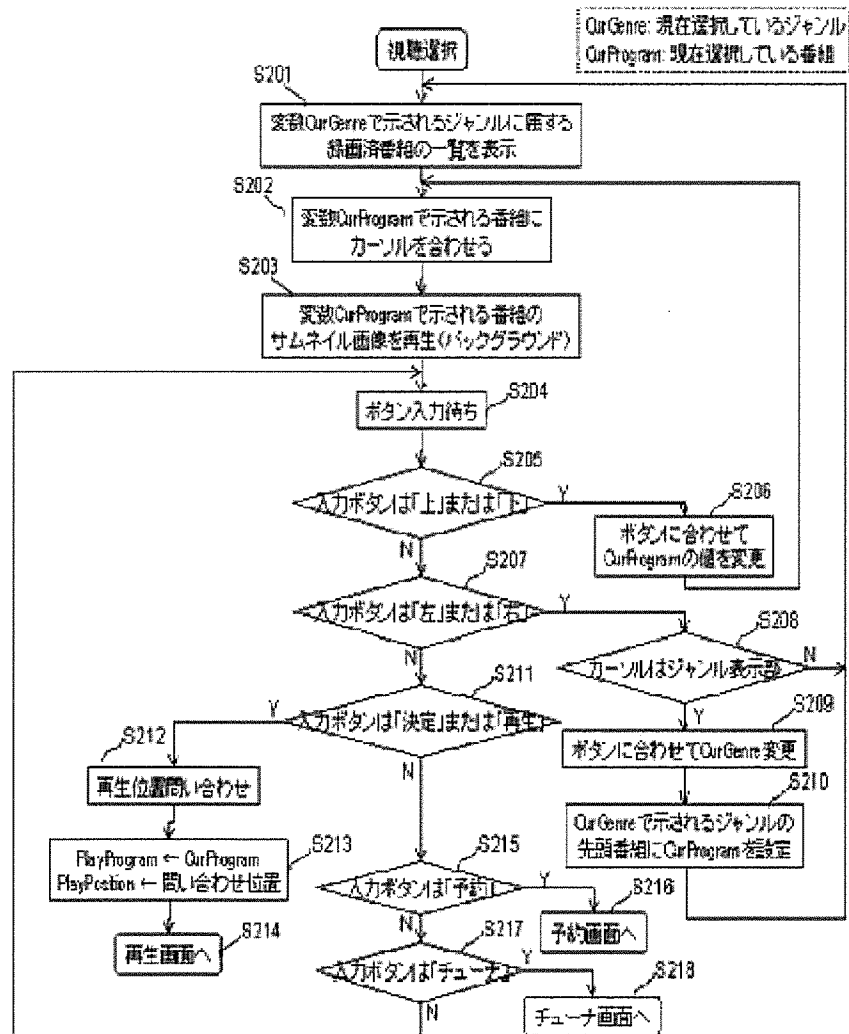 CurGenre: 現在選択しているジャンル
CurProgram: 現在選択している番組
視聴選択
S201
変数CurGenreで示されるジャンルに属する
録画済番組の一覧を表示
S202
変数CurProgramで示される番組に
カーソルを合わせる
S203
変数CurProgramで示される番組の
サムネイル画像を再生(バックグラウンド)
S204
ボタン入力待ち
S205
入力ボタンは「上」または「下」
Y
N
S206
ボタンに合わせて
CurProgramの値を変更
S207
入力ボタンは「左」または「右」
Y
N
S208
カーソルはジャンル表示部
N
Y
S209
ボタンに合わせてCurGenre変更
S210
CurGenreで示されるジャンルの
先頭番組にCurProgramを設定
S211
入力ボタンは「決定」または「再生」
Y
N
S212
再生位置問い合わせ
S213
PlayProgram ← CurProgram
PlayPosition ← 問い合わせ位置
S214
再生画面へ
S215
入力ボタンは「予約」
Y
N
S216
予約画面へ
S217
入力ボタンは「チューナ」
Y
N
S218
チューナ画面へ